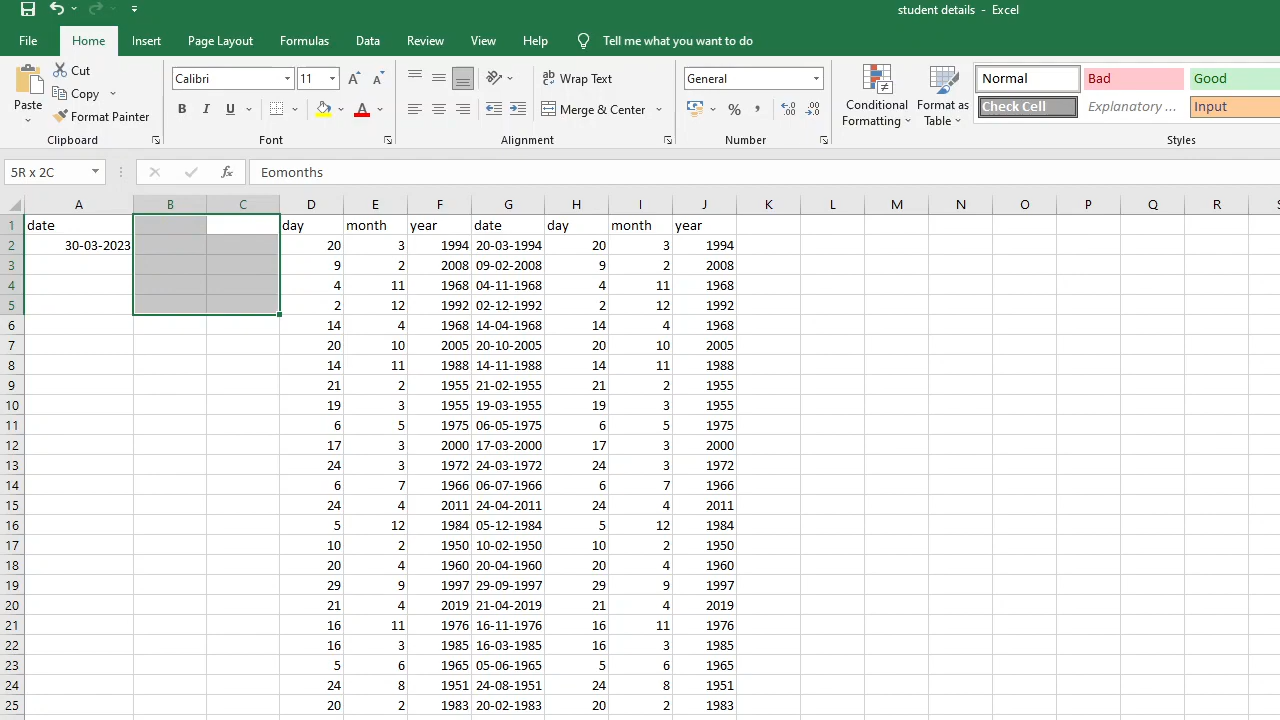 student details - Excel
File Home Insert Page Layout Formulas Data Review View Help Tell me what you want to do
Paste Cut Copy Format Painter Calibri 11 Wrap Text Merge & Center General Conditional Formatting Format as Table Normal Bad Good
Check Cell Explanatory ... Input
Clipboard Font Alignment Number Styles
5R x 2C fx Eomonths
A B C D E F G H I J K L M N O P Q R S
1 date day month year date day month year
2 30-03-2023 20 3 1994 20-03-1994 20 3 1994
3 9 2 2008 09-02-2008 9 2 2008
4 4 11 1968 04-11-1968 4 11 1968
5 2 12 1992 02-12-1992 2 12 1992
6 14 4 1968 14-04-1968 14 4 1968
7 20 10 2005 20-10-2005 20 10 2005
8 14 11 1988 14-11-1988 14 11 1988
9 21 2 1955 21-02-1955 21 2 1955
10 19 3 1955 19-03-1955 19 3 1955
11 6 5 1975 06-05-1975 6 5 1975
12 17 3 2000 17-03-2000 17 3 2000
13 24 3 1972 24-03-1972 24 3 1972
14 6 7 1966 06-07-1966 6 7 1966
15 24 4 2011 24-04-2011 24 4 2011
16 5 12 1984 05-12-1984 5 12 1984
17 10 2 1950 10-02-1950 10 2 1950
18 20 4 1960 20-04-1960 20 4 1960
19 29 9 1997 29-09-1997 29 9 1997
20 21 4 2019 21-04-2019 21 4 2019
21 16 11 1976 16-11-1976 16 11 1976
22 16 3 1985 16-03-1985 16 3 1985
23 5 6 1965 05-06-1965 5 6 1965
24 24 8 1951 24-08-1951 24 8 1951
25 20 2 1983 20-02-1983 20 2 1983